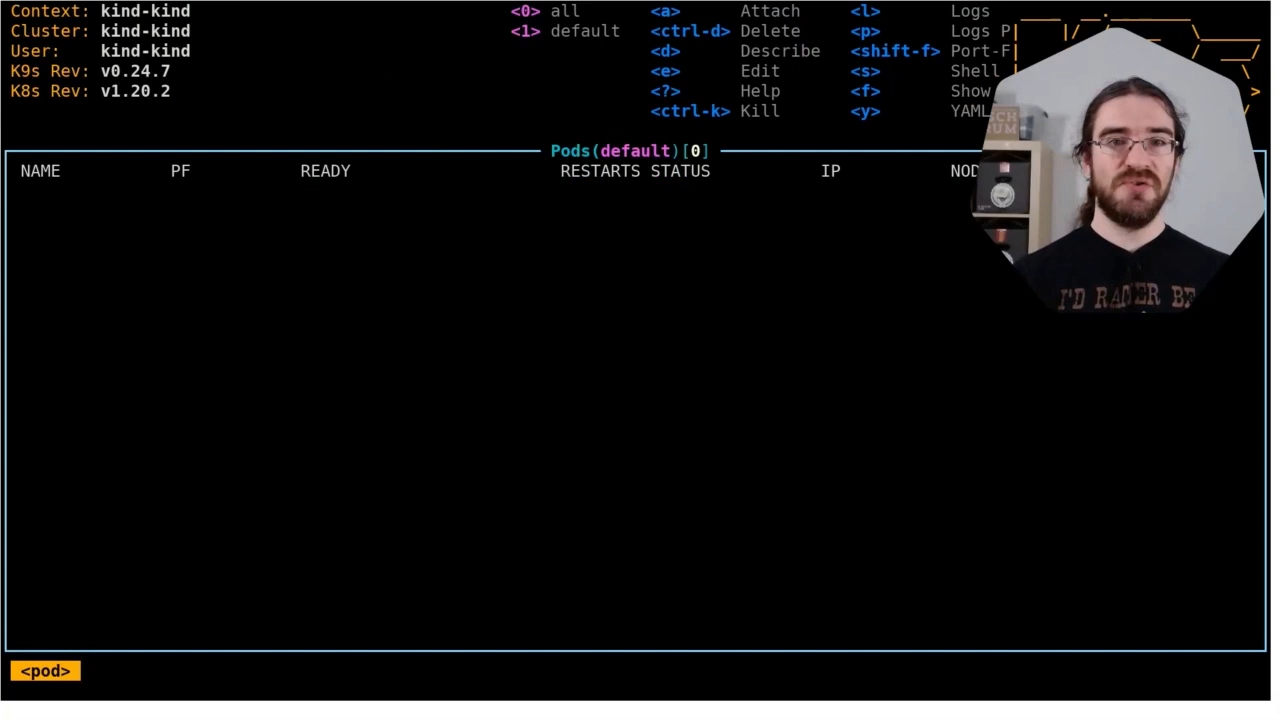 Context: kind-kind <0> all <a> Attach <l> Logs
Cluster: kind-kind <1> default <ctrl-d> Delete <p> Logs P
User: kind-kind <d> Describe <shift-f> Port-F
K9s Rev: v0.24.7 <e> Edit <s> Shell
K8s Rev: v1.20.2 <?> Help <f> Show
<ctrl-k> Kill <y> YAML
Pods(default)[0]
NAME PF READY RESTARTS STATUS IP NOD
I'D RATHER BE
<pod>